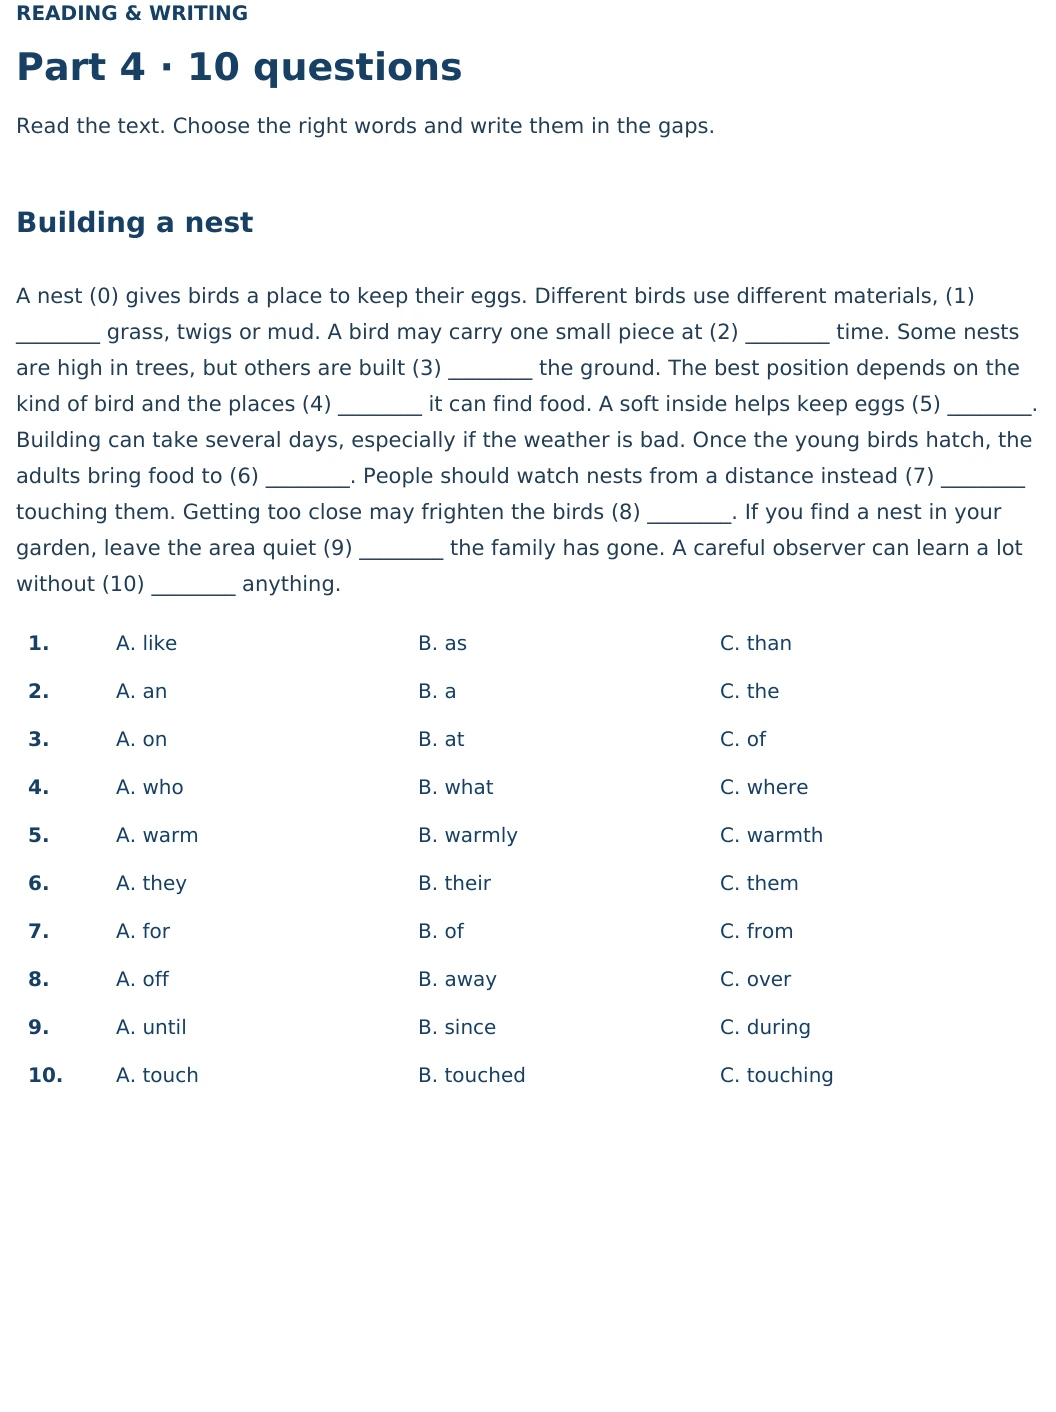 READING & WRITING
Part 4 · 10 questions
Read the text. Choose the right words and write them in the gaps.
Building a nest
A nest (0) gives birds a place to keep their eggs. Different birds use different materials, (1)
________ grass, twigs or mud. A bird may carry one small piece at (2) ________ time. Some nests
are high in trees, but others are built (3) ________ the ground. The best position depends on the
kind of bird and the places (4) ________ it can find food. A soft inside helps keep eggs (5) ________.
Building can take several days, especially if the weather is bad. Once the young birds hatch, the
adults bring food to (6) ________. People should watch nests from a distance instead (7) ________
touching them. Getting too close may frighten the birds (8) ________. If you find a nest in your
garden, leave the area quiet (9) ________ the family has gone. A careful observer can learn a lot
without (10) ________ anything.
1. A. like B. as C. than
2. A. an B. a C. the
3. A. on B. at C. of
4. A. who B. what C. where
5. A. warm B. warmly C. warmth
6. A. they B. their C. them
7. A. for B. of C. from
8. A. off B. away C. over
9. A. until B. since C. during
10. A. touch B. touched C. touching